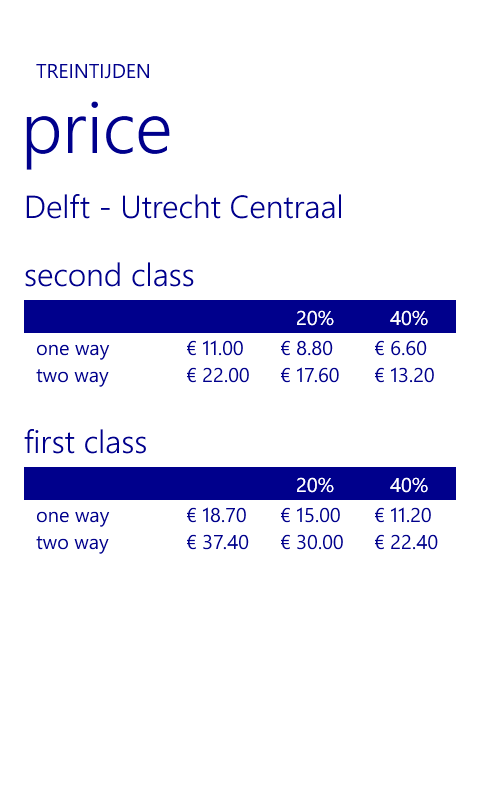 TREINTIJDEN
price
Delft - Utrecht Centraal
second class
20% 40%
one way € 11.00 € 8.80 € 6.60
two way € 22.00 € 17.60 € 13.20
first class
20% 40%
one way € 18.70 € 15.00 € 11.20
two way € 37.40 € 30.00 € 22.40